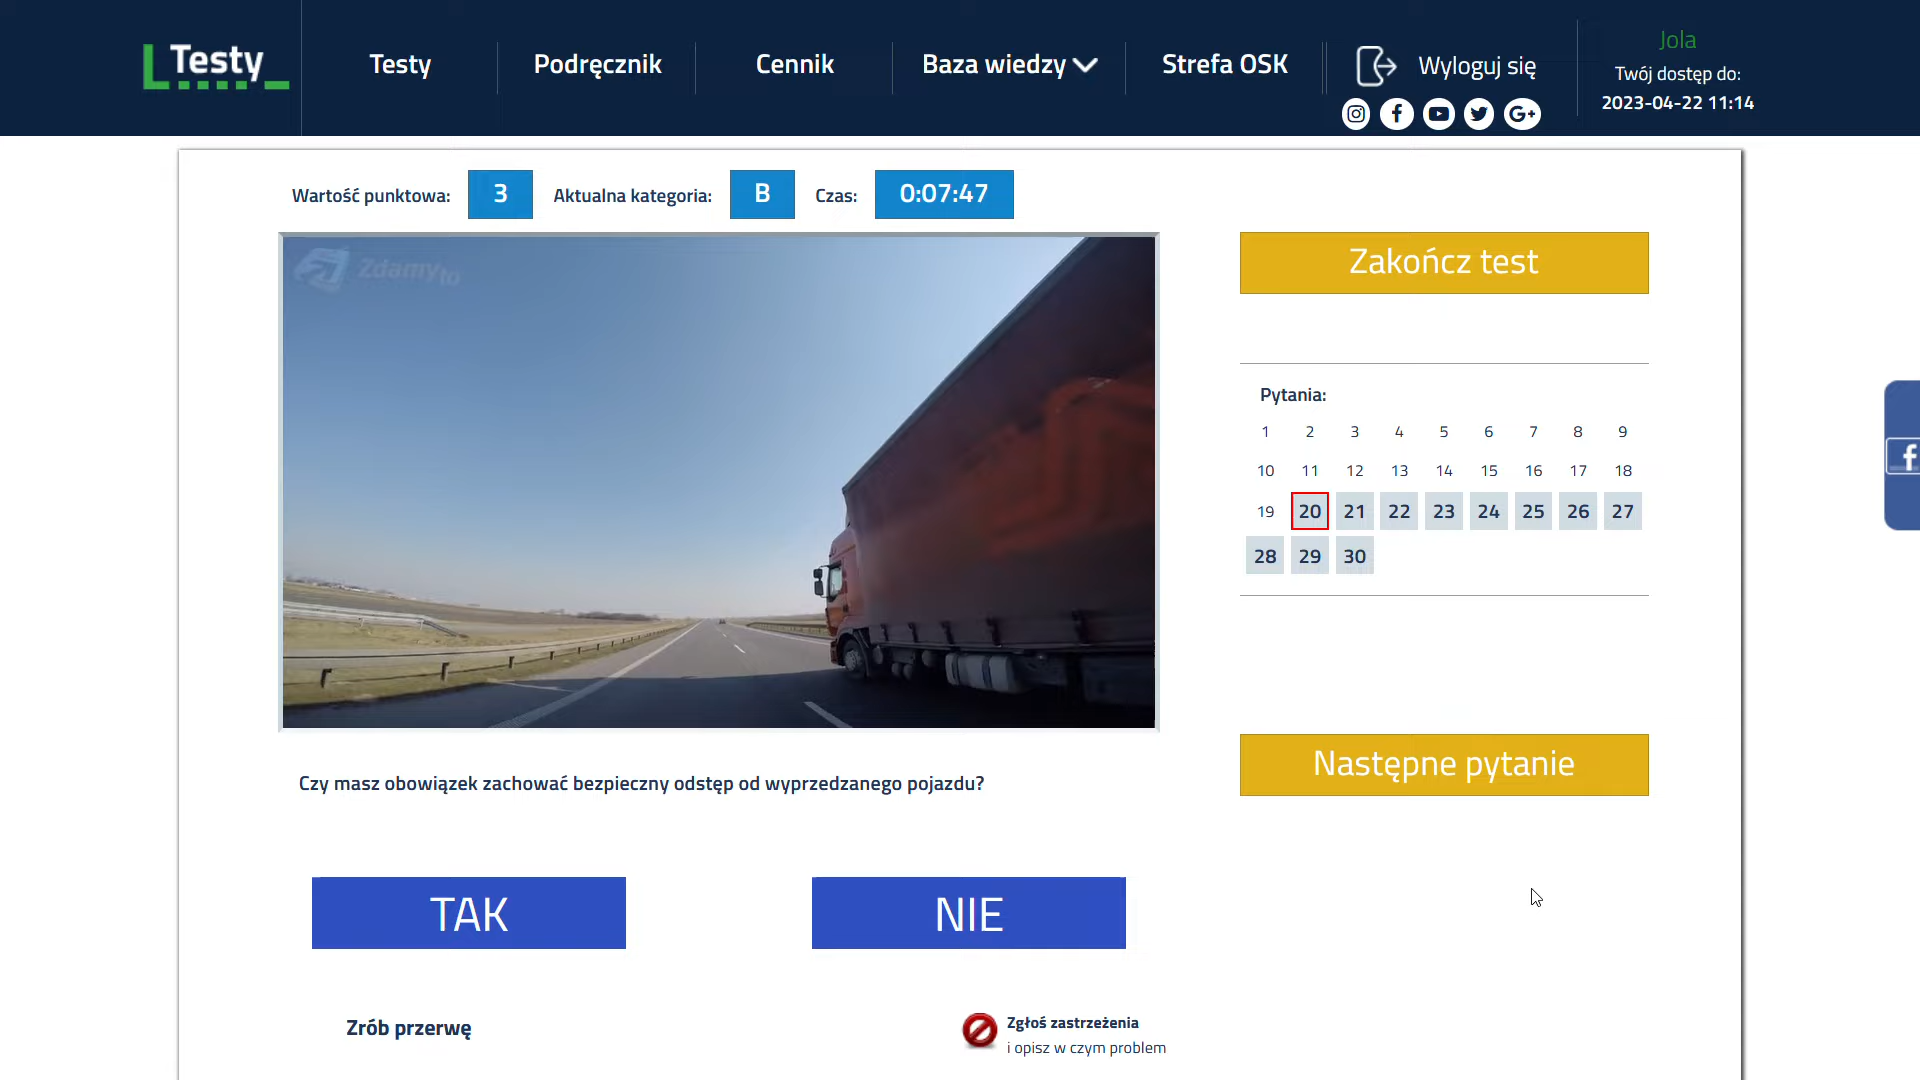 Testy
Testy
Podręcznik
Cennik
Baza wiedzy
Strefa OSK
Wyloguj się
Jola
Twój dostęp do:
2023-04-22 11:14
Wartość punktowa: 3 Aktualna kategoria: B Czas: 0:07:47
Zdamyto
Zakończ test
Pytania:
1 2 3 4 5 6 7 8 9
10 11 12 13 14 15 16 17 18
19 20 21 22 23 24 25 26 27
28 29 30
Następne pytanie
Czy masz obowiązek zachować bezpieczny odstęp od wyprzedzanego pojazdu?
TAK
NIE
Zrób przerwę
Zgłoś zastrzeżenia
i opisz w czym problem